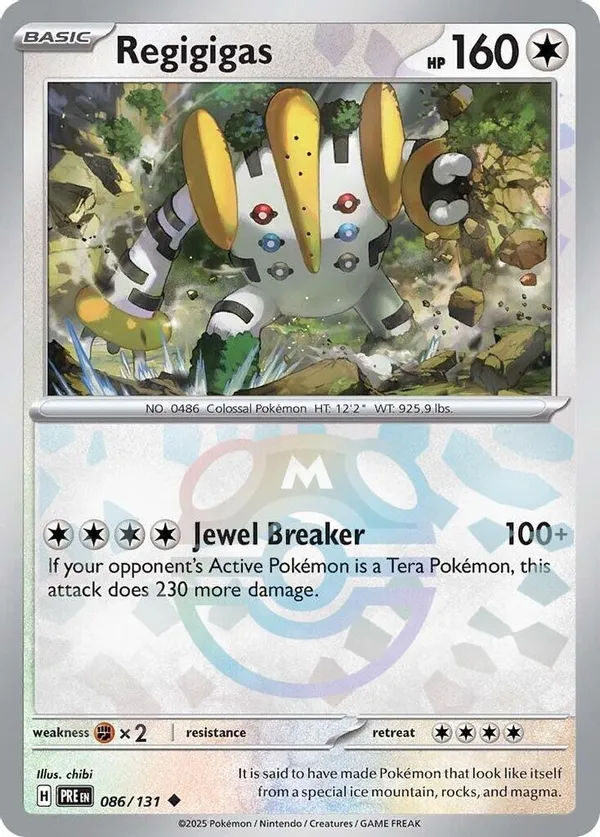 BASIC Regigigas HP 160
NO. 0486 Colossal Pokémon HT: 12'2" WT: 925.9 lbs.
M
Jewel Breaker 100+
If your opponent's Active Pokémon is a Tera Pokémon, this
attack does 230 more damage.
weakness ×2 resistance retreat
Illus. chibi
It is said to have made Pokémon that look like itself
from a special ice mountain, rocks, and magma.
H PRE EN 086/131
©2025 Pokémon / Nintendo / Creatures / GAME FREAK